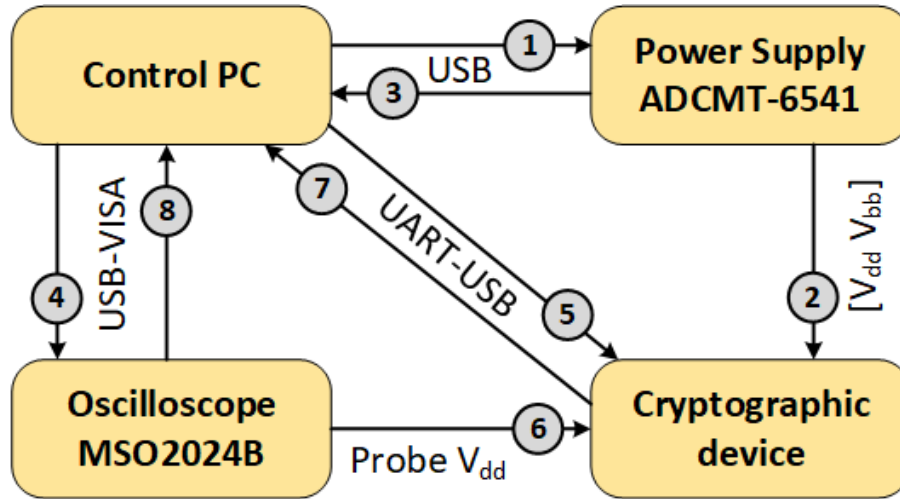 Control PC
1
USB
3
Power Supply
ADCMT-6541
4
USB-VISA
8
7
UART-USB
5
2
[Vdd Vbb]
Oscilloscope
MSO2024B
6
Probe Vdd
Cryptographic
device